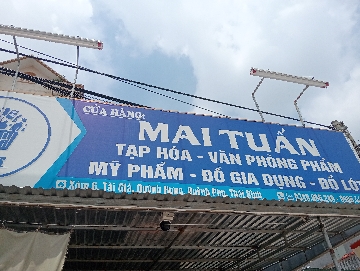 CỬA HÀNG:
MAI TUẤN
TẠP HÓA - VĂN PHÒNG PHẨM
MỸ PHẨM - ĐỒ GIA DỤNG - ĐỒ LÓT
Xóm 6, Tài Giá, Quỳnh Hưng, Quỳnh Phụ, Thái Bình